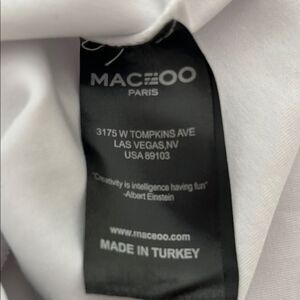 MACEOO
PARIS
3175 W TOMPKINS AVE
LAS VEGAS,NV
USA 89103
"Creativity is intelligence having fun"
-Albert Einstein
www.maceoo.com
MADE IN TURKEY